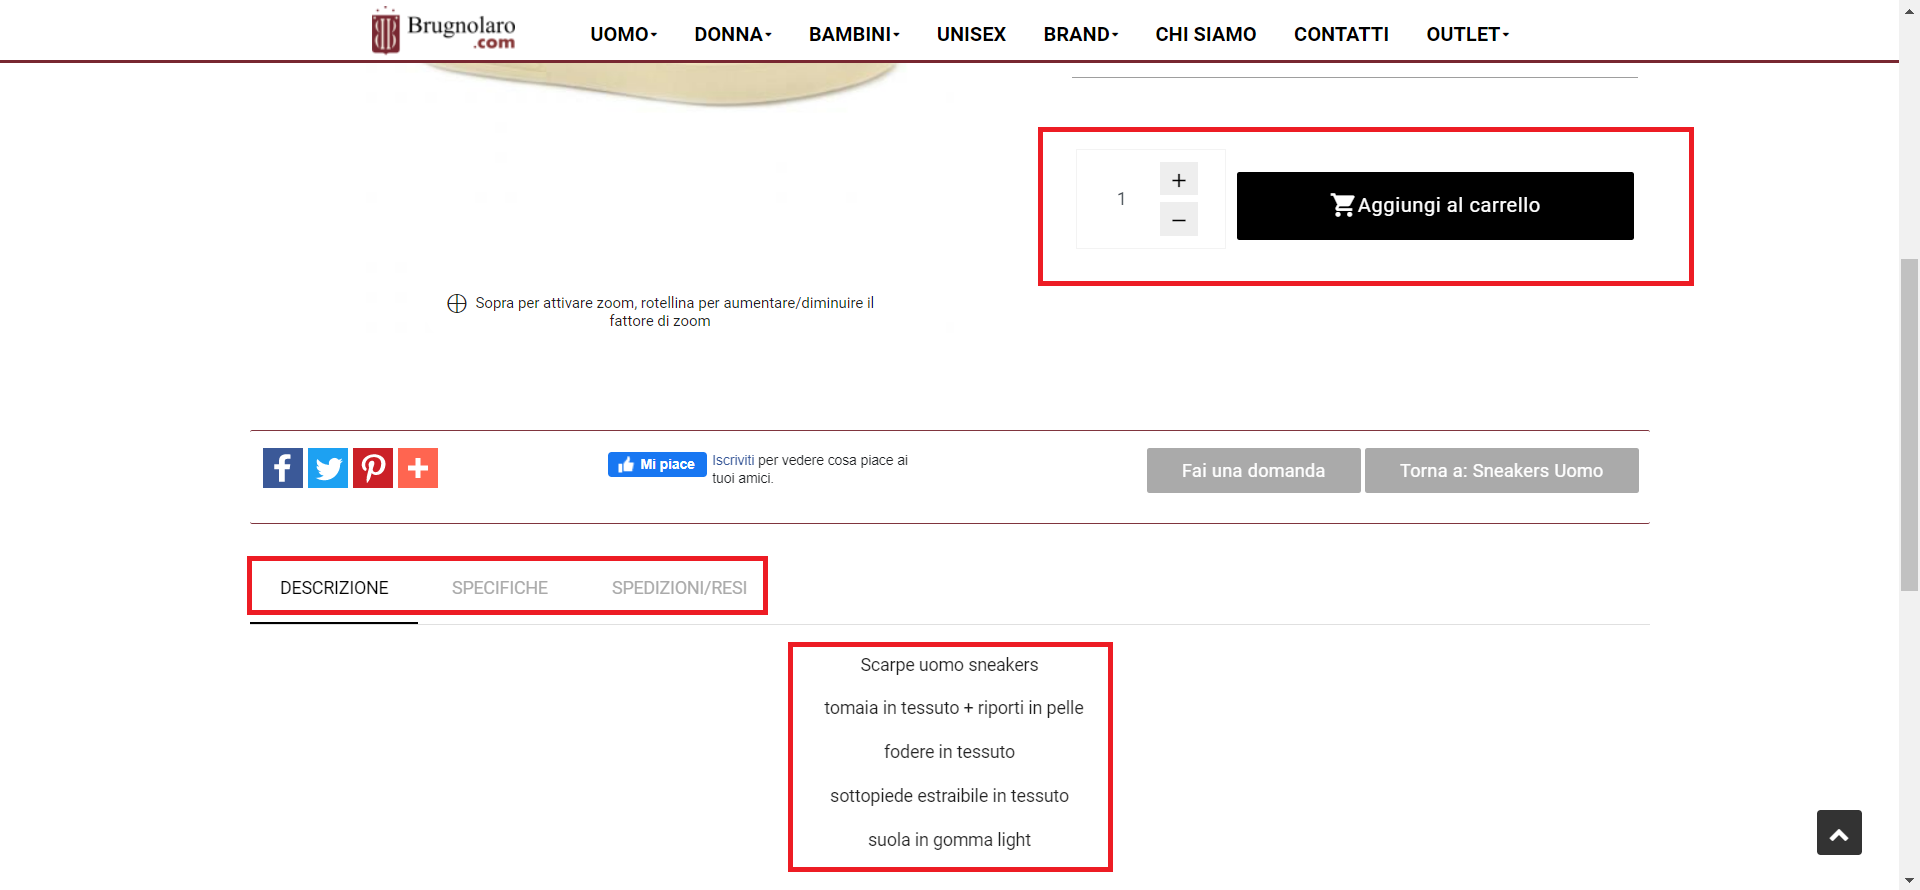 Brugnolaro
.com
UOMO DONNA BAMBINI UNISEX BRAND CHI SIAMO CONTATTI OUTLET
1
+
−
Aggiungi al carrello
Sopra per attivare zoom, rotellina per aumentare/diminuire il
fattore di zoom
Mi piace
Iscriviti per vedere cosa piace ai
tuoi amici.
Fai una domanda
Torna a: Sneakers Uomo
DESCRIZIONE SPECIFICHE SPEDIZIONI/RESI
Scarpe uomo sneakers
tomaia in tessuto + riporti in pelle
fodere in tessuto
sottopiede estraibile in tessuto
suola in gomma light